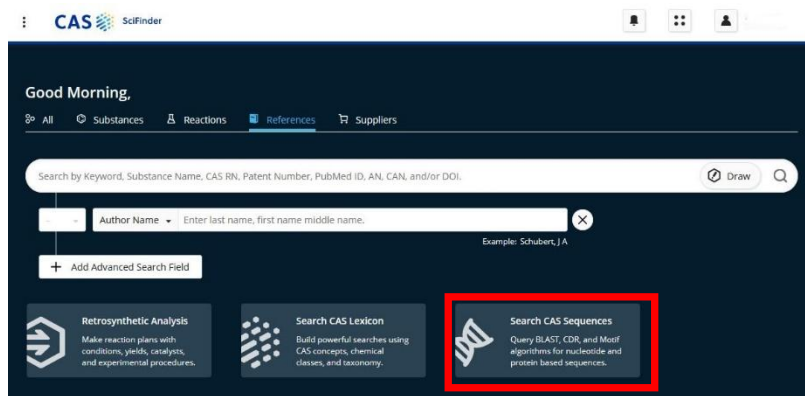 CAS SciFinder
Good Morning,
All Substances Reactions References Suppliers
Search by Keyword, Substance Name, CAS RN, Patent Number, PubMed ID, AN, CAN, and/or DOI. Draw
Author Name Enter last name, first name middle name.
Example: Schubert, J A
+ Add Advanced Search Field
Retrosynthetic Analysis
Make reaction plans with
conditions, yields, catalysts,
and experimental procedures.
Search CAS Lexicon
Build powerful searches using
CAS concepts, chemical
classes, and taxonomy.
Search CAS Sequences
Query BLAST, CDR, and Motif
algorithms for nucleotide and
protein based sequences.